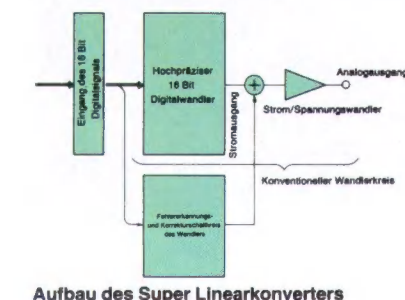 Eingang des 16 Bit
Digitalsignals
Hochpräziser
16 Bit
Digitalwandler
Stromausgang
Analogausgang
Strom/Spannungswandler
Konventioneller Wandlerkreis
Fehlererkennungs-
und Korrekturschaltkreis
des Wandlers
Aufbau des Super Linearkonverters